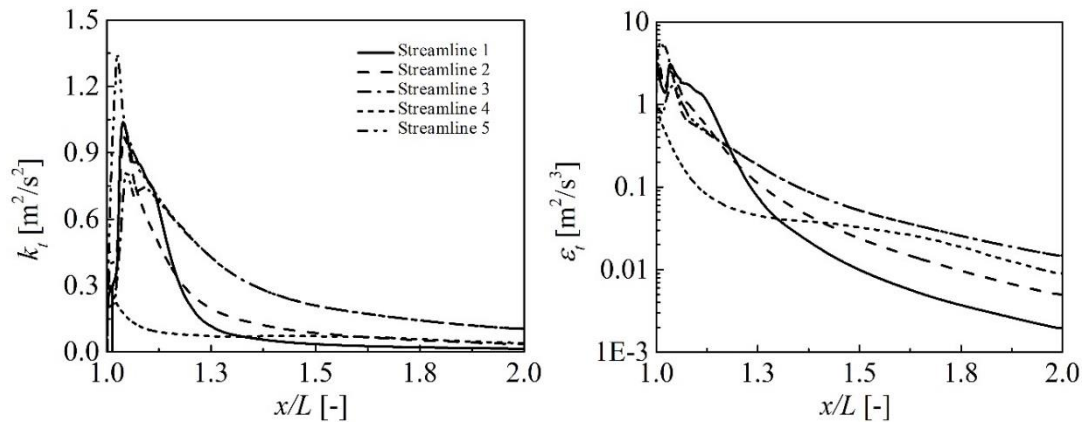 1.5
1.2
0.9
0.6
0.3
0.0
k_t [m²/s²]
Streamline 1
Streamline 2
Streamline 3
Streamline 4
Streamline 5
1.0 1.3 1.5 1.8 2.0
x/L [-]
10
1
0.1
0.01
1E-3
ε_t [m²/s³]
1.0 1.3 1.5 1.8 2.0
x/L [-]